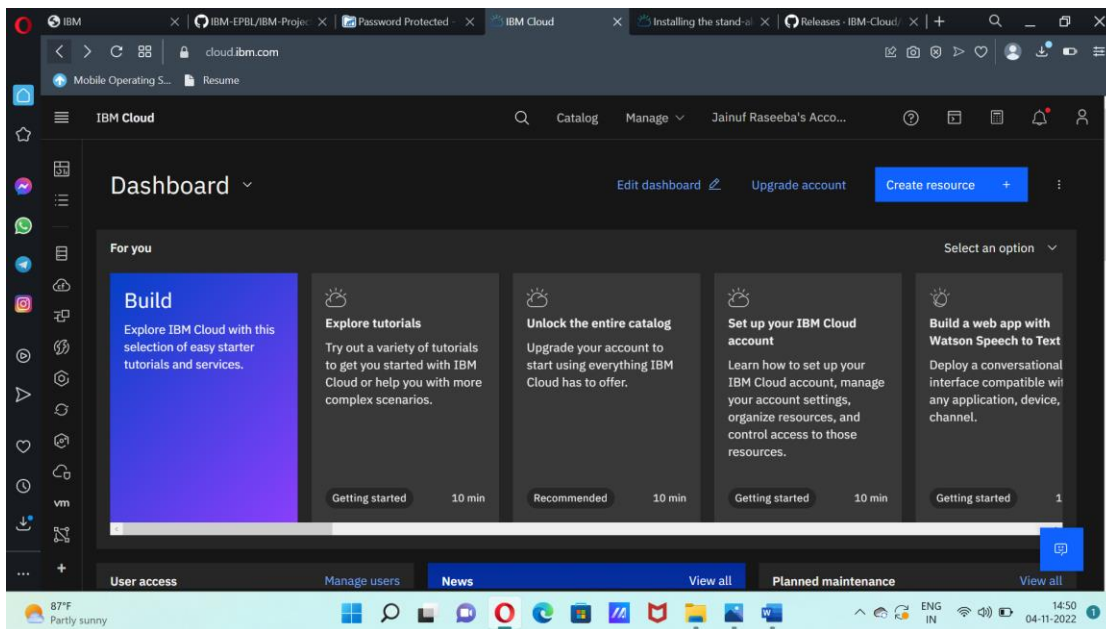 IBM
IBM-EPBL/IBM-Projec
Password Protected -
IBM Cloud
Installing the stand-al
Releases · IBM-Cloud/
cloud.ibm.com
Mobile Operating S...
Resume
IBM Cloud
Catalog
Manage
Jainuf Raseeba's Acco...
Dashboard
Edit dashboard
Upgrade account
Create resource +
For you
Select an option
Build
Explore IBM Cloud with this
selection of easy starter
tutorials and services.
Explore tutorials
Try out a variety of tutorials
to get you started with IBM
Cloud or help you with more
complex scenarios.
Getting started
10 min
Unlock the entire catalog
Upgrade your account to
start using everything IBM
Cloud has to offer.
Recommended
10 min
Set up your IBM Cloud
account
Learn how to set up your
IBM Cloud account, manage
your account settings,
organize resources, and
control access to those
resources.
Getting started
10 min
Build a web app with
Watson Speech to Text
Deploy a conversational
interface compatible wit
any application, device,
channel.
Getting started
1
vm
User access
Manage users
News
View all
Planned maintenance
View all
87°F
Partly sunny
ENG
IN
14:50
04-11-2022
1